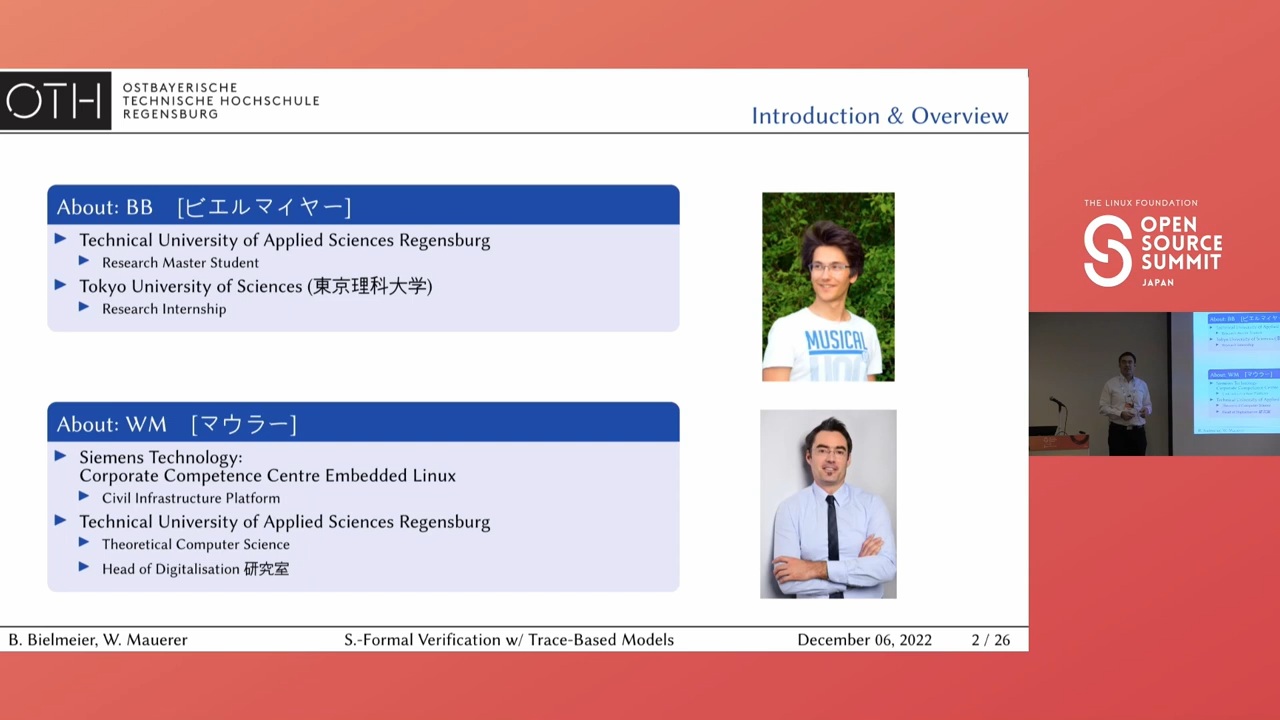 OTH
OSTBAYERISCHE
TECHNISCHE HOCHSCHULE
REGENSBURG
Introduction & Overview
About: BB [ビエルマイヤー]
Technical University of Applied Sciences Regensburg
Research Master Student
Tokyo University of Sciences (東京理科大学)
Research Internship
MUSICAL
About: WM [マウラー]
Siemens Technology:
Corporate Competence Centre Embedded Linux
Civil Infrastructure Platform
Technical University of Applied Sciences Regensburg
Theoretical Computer Science
Head of Digitalisation 研究室
B. Bielmeier, W. Mauerer
S.-Formal Verification w/ Trace-Based Models
December 06, 2022
2 / 26
THE LINUX FOUNDATION
OPEN
SOURCE
SUMMIT
JAPAN